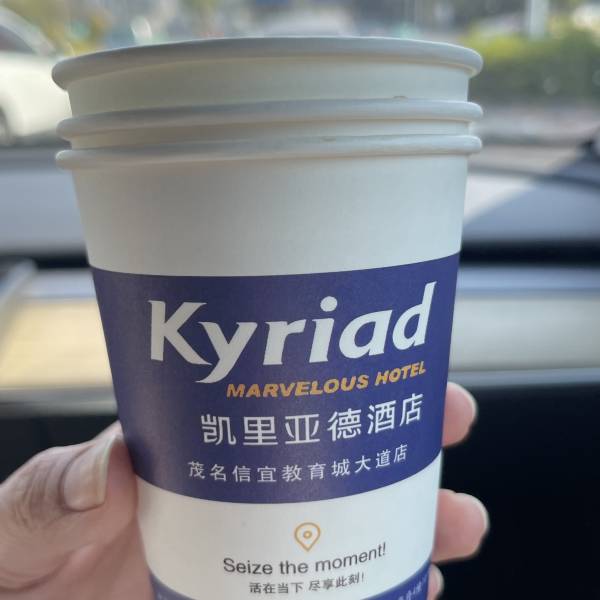 Kyriad
MARVELOUS HOTEL
凯里亚德酒店
茂名信宜教育城大道店
Seize the moment!
活在当下 尽享此刻!